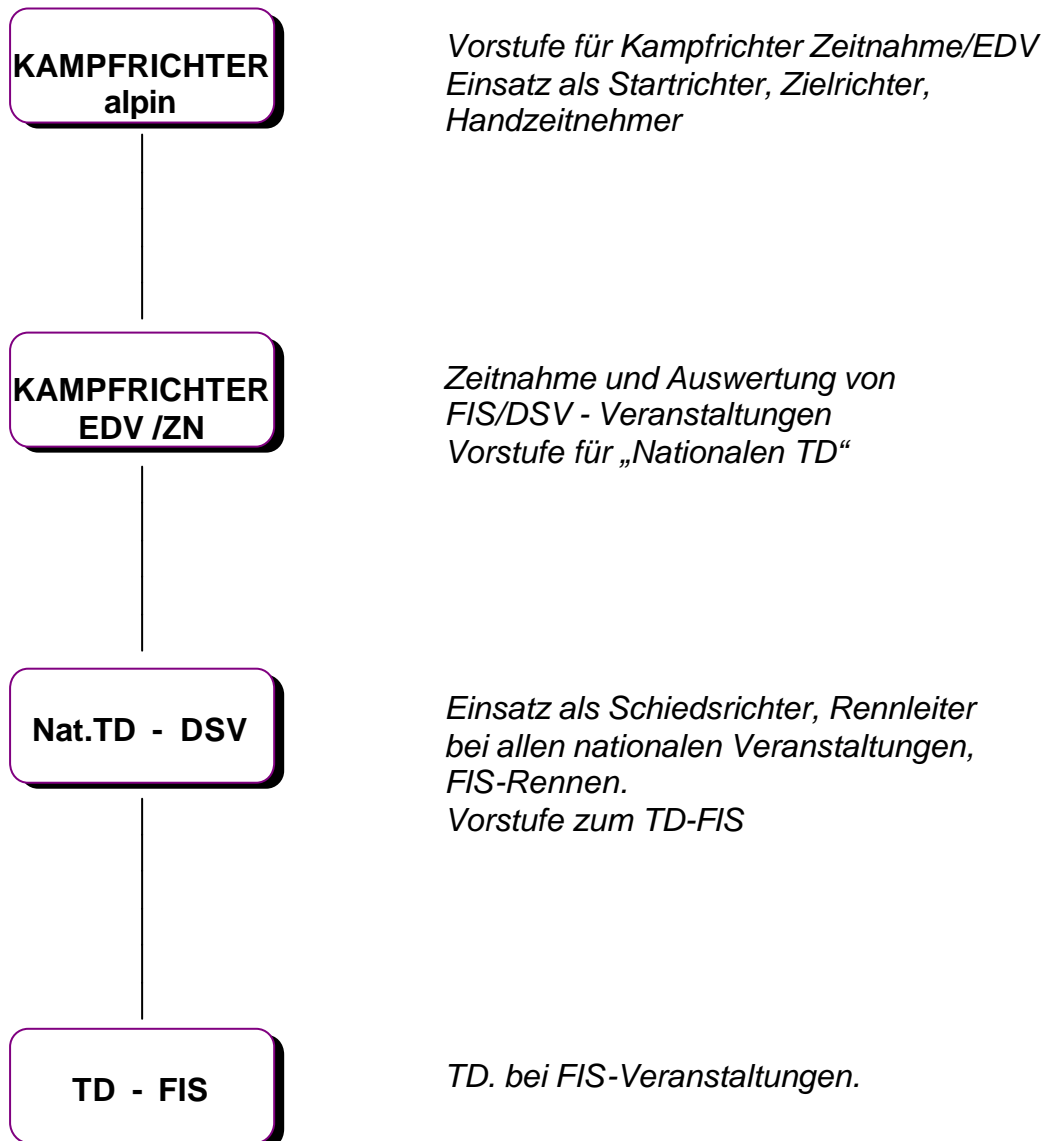 KAMPFRICHTER
alpin
Vorstufe für Kampfrichter Zeitnahme/EDV
Einsatz als Startrichter, Zielrichter,
Handzeitnehmer
KAMPFRICHTER
EDV /ZN
Zeitnahme und Auswertung von
FIS/DSV - Veranstaltungen
Vorstufe für „Nationalen TD“
Nat.TD - DSV
Einsatz als Schiedsrichter, Rennleiter
bei allen nationalen Veranstaltungen,
FIS-Rennen.
Vorstufe zum TD-FIS
TD - FIS
TD. bei FIS-Veranstaltungen.